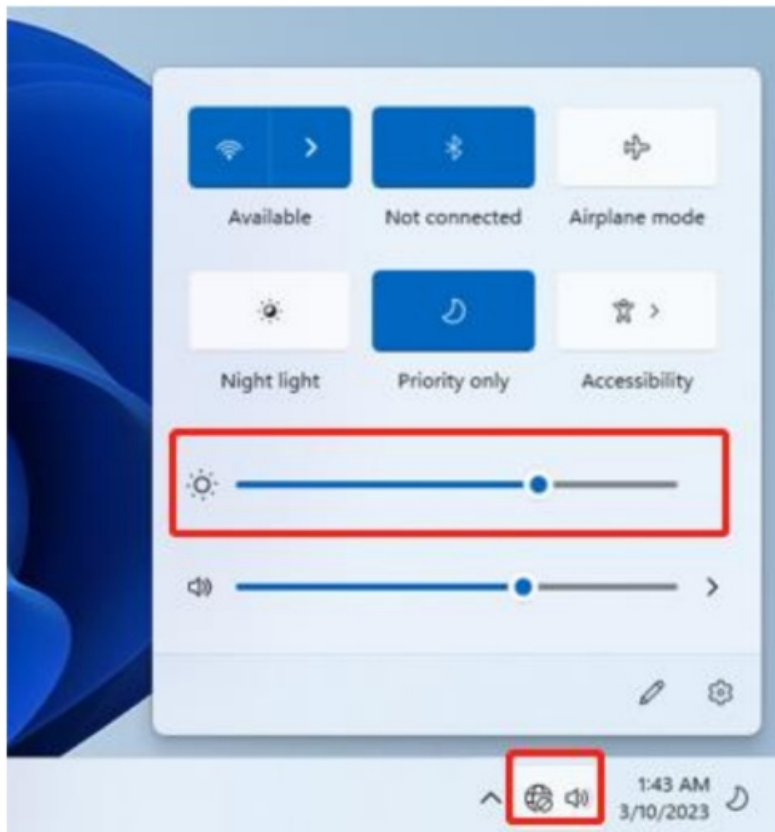 Available
Not connected
Airplane mode
Night light
Priority only
Accessibility
1:43 AM
3/10/2023